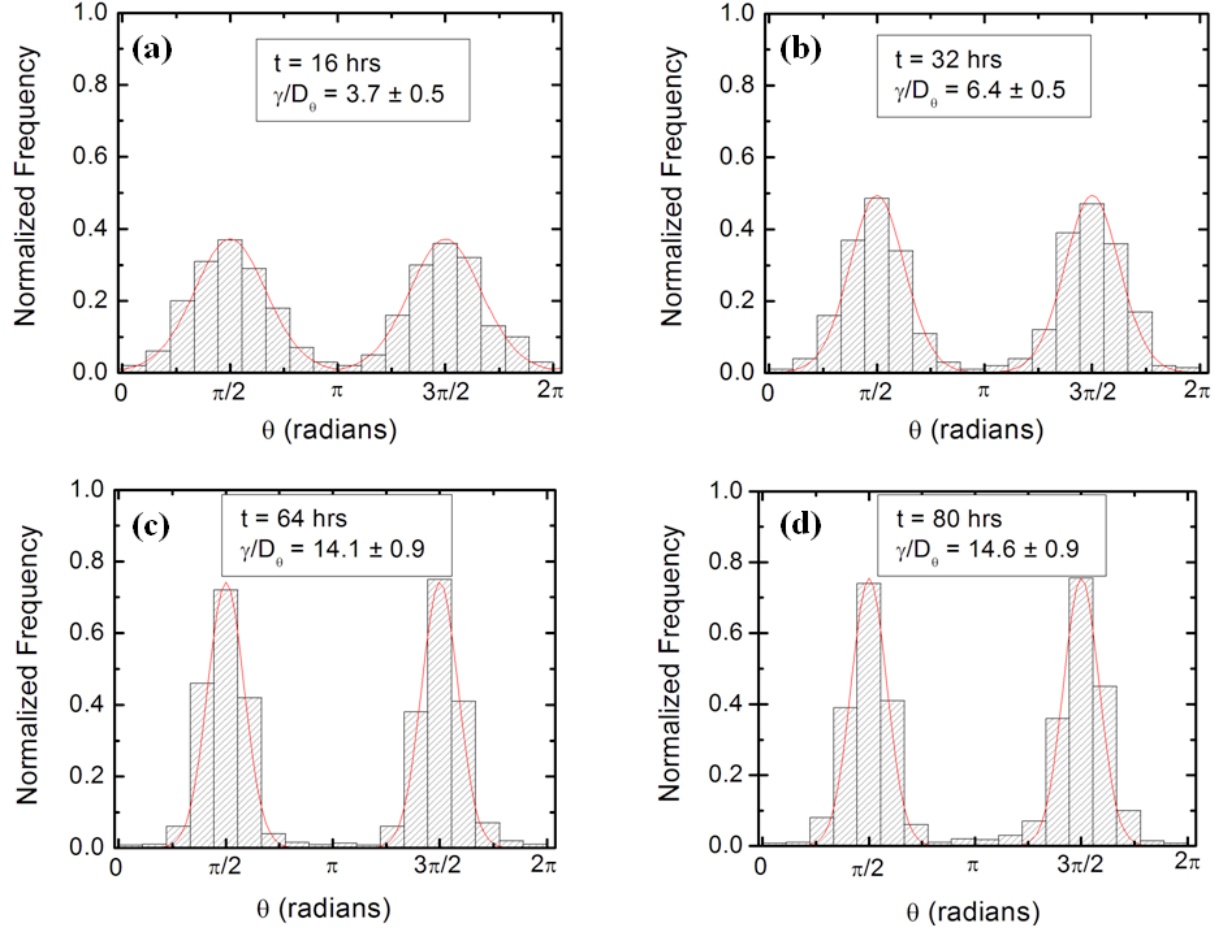 (a)
t = 16 hrs
γ/Dθ = 3.7 ± 0.5
Normalized Frequency
1.0
0.8
0.6
0.4
0.2
0.0
0 π/2 π 3π/2 2π
θ (radians)
(b)
t = 32 hrs
γ/Dθ = 6.4 ± 0.5
Normalized Frequency
1.0
0.8
0.6
0.4
0.2
0.0
0 π/2 π 3π/2 2π
θ (radians)
(c)
t = 64 hrs
γ/Dθ = 14.1 ± 0.9
Normalized Frequency
1.0
0.8
0.6
0.4
0.2
0.0
0 π/2 π 3π/2 2π
θ (radians)
(d)
t = 80 hrs
γ/Dθ = 14.6 ± 0.9
Normalized Frequency
1.0
0.8
0.6
0.4
0.2
0.0
0 π/2 π 3π/2 2π
θ (radians)